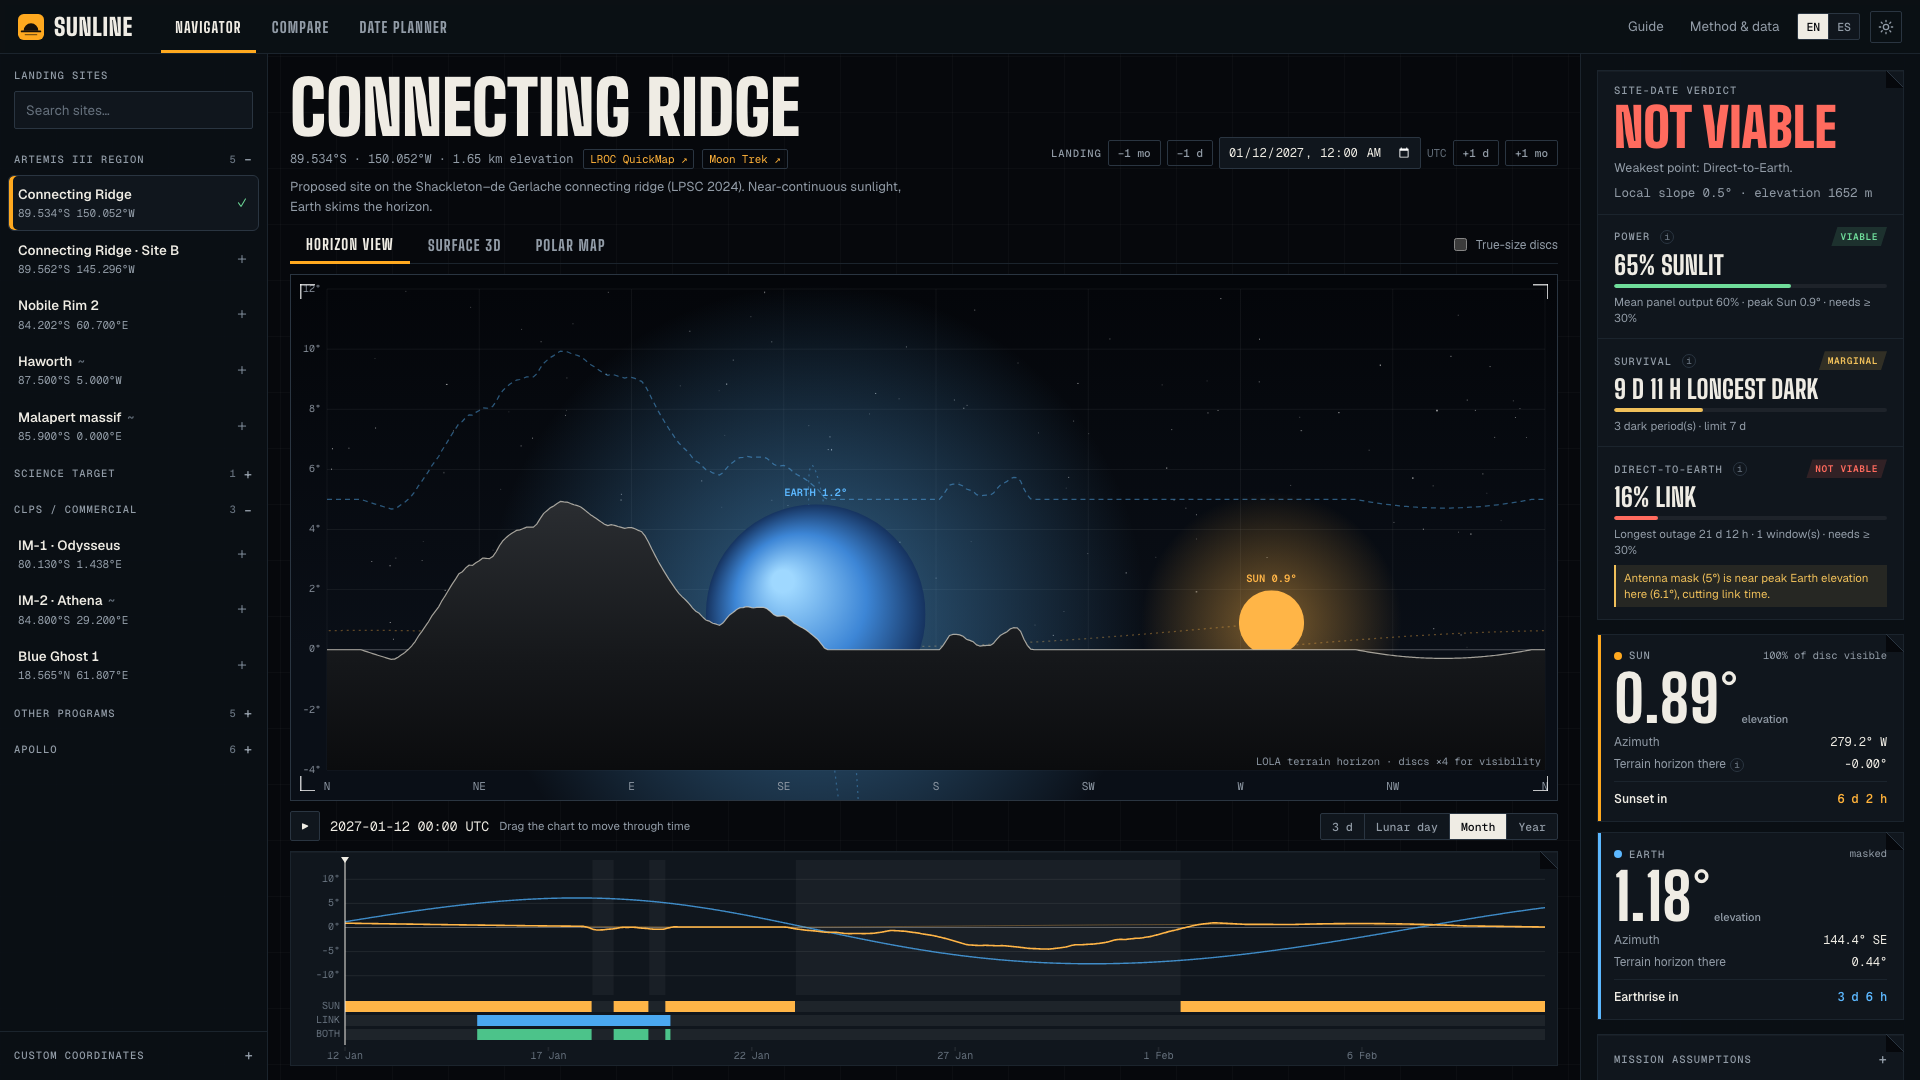 SUNLINE
NAVIGATOR
COMPARE
DATE PLANNER
Guide
Method & data
EN
ES
LANDING SITES
Search sites...
ARTEMIS III REGION 5 −
Connecting Ridge
89.534°S 150.052°W
✓
Connecting Ridge · Site B
89.562°S 145.296°W
+
Nobile Rim 2
84.202°S 60.700°E
+
Haworth ~
87.500°S 5.000°W
+
Malapert massif ~
85.900°S 0.000°E
+
SCIENCE TARGET 1 +
CLPS / COMMERCIAL 3 −
IM-1 · Odysseus
80.130°S 1.438°E
+
IM-2 · Athena ~
84.800°S 29.200°E
+
Blue Ghost 1
18.565°N 61.807°E
+
OTHER PROGRAMS 5 +
APOLLO 6 +
CUSTOM COORDINATES +
CONNECTING RIDGE
89.534°S · 150.052°W · 1.65 km elevation
LROC QuickMap ↗
Moon Trek ↗
Proposed site on the Shackleton–de Gerlache connecting ridge (LPSC 2024). Near-continuous sunlight,
Earth skims the horizon.
LANDING
−1 mo
−1 d
01/12/2027, 12:00 AM
UTC
+1 d
+1 mo
HORIZON VIEW
SURFACE 3D
POLAR MAP
True-size discs
12°
10°
8°
6°
4°
2°
0°
−2°
−4°
EARTH 1.2°
SUN 0.9°
LOLA terrain horizon · discs ×4 for visibility
N NE E SE S SW W NW N
▶
2027-01-12 00:00 UTC
Drag the chart to move through time
3 d
Lunar day
Month
Year
10°
5°
0°
−5°
−10°
SUN
LINK
BOTH
12 Jan 17 Jan 22 Jan 27 Jan 1 Feb 6 Feb
SITE-DATE VERDICT
NOT VIABLE
Weakest point: Direct-to-Earth.
Local slope 0.5° · elevation 1652 m
POWER i
VIABLE
65% SUNLIT
Mean panel output 60% · peak Sun 0.9° · needs ≥
30%
SURVIVAL i
MARGINAL
9 D 11 H LONGEST DARK
3 dark period(s) · limit 7 d
DIRECT-TO-EARTH i
NOT VIABLE
16% LINK
Longest outage 21 d 12 h · 1 window(s) · needs ≥
30%
Antenna mask (5°) is near peak Earth elevation
here (6.1°), cutting link time.
SUN
100% of disc visible
0.89° elevation
Azimuth 279.2° W
Terrain horizon there i −0.00°
Sunset in 6 d 2 h
EARTH
masked
1.18° elevation
Azimuth 144.4° SE
Terrain horizon there 0.44°
Earthrise in 3 d 6 h
MISSION ASSUMPTIONS +